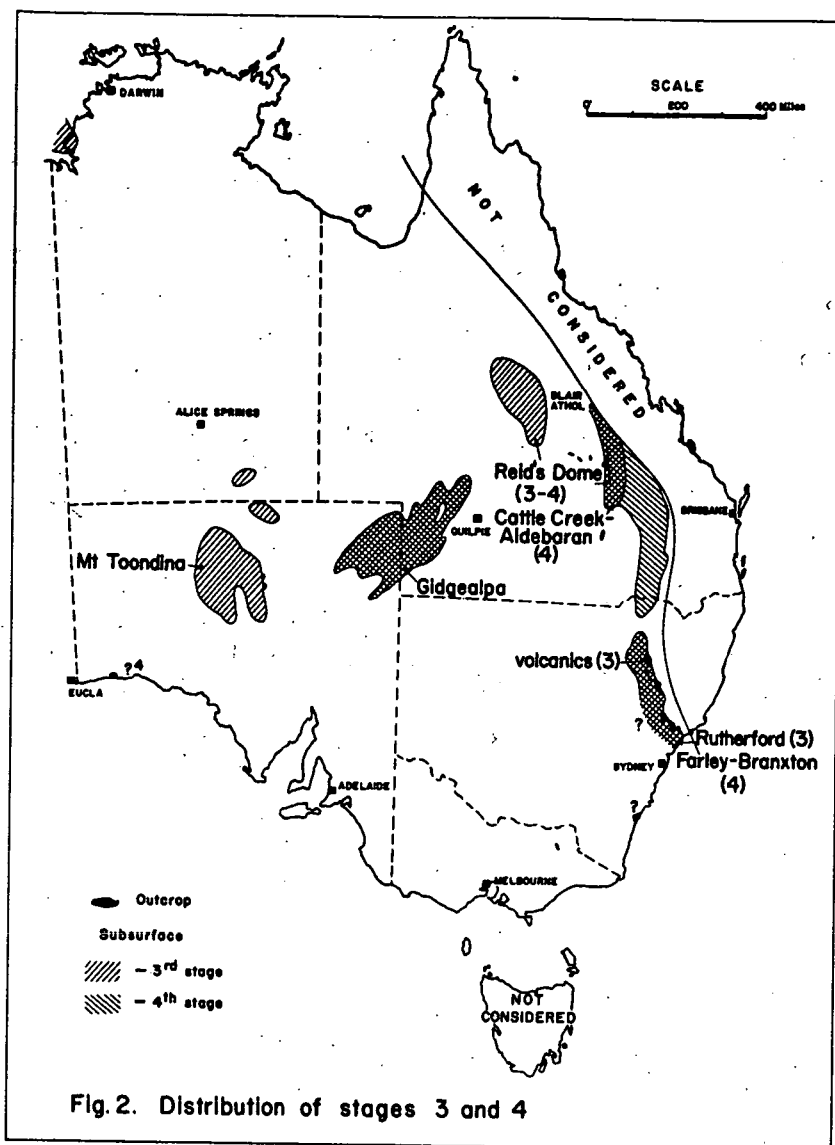 SCALE
0 200 400 Miles
DARWIN
NOT
CONSIDERED
ALICE SPRINGS
BLAIR
ATHOL
Reid's Dome
(3-4)
Cattle Creek-
Aldebaran
(4)
QUILPIE
BRISBANE
Mt Toondina
Gidgealpa
volcanics (3)
? 4
EUCLA
?
Rutherford (3)
Farley-Branxton
(4)
SYDNEY
ADELAIDE
?
MELBOURNE
Outcrop
Subsurface
- 3rd stage
- 4th stage
NOT
CONSIDERED
Fig. 2. Distribution of stages 3 and 4